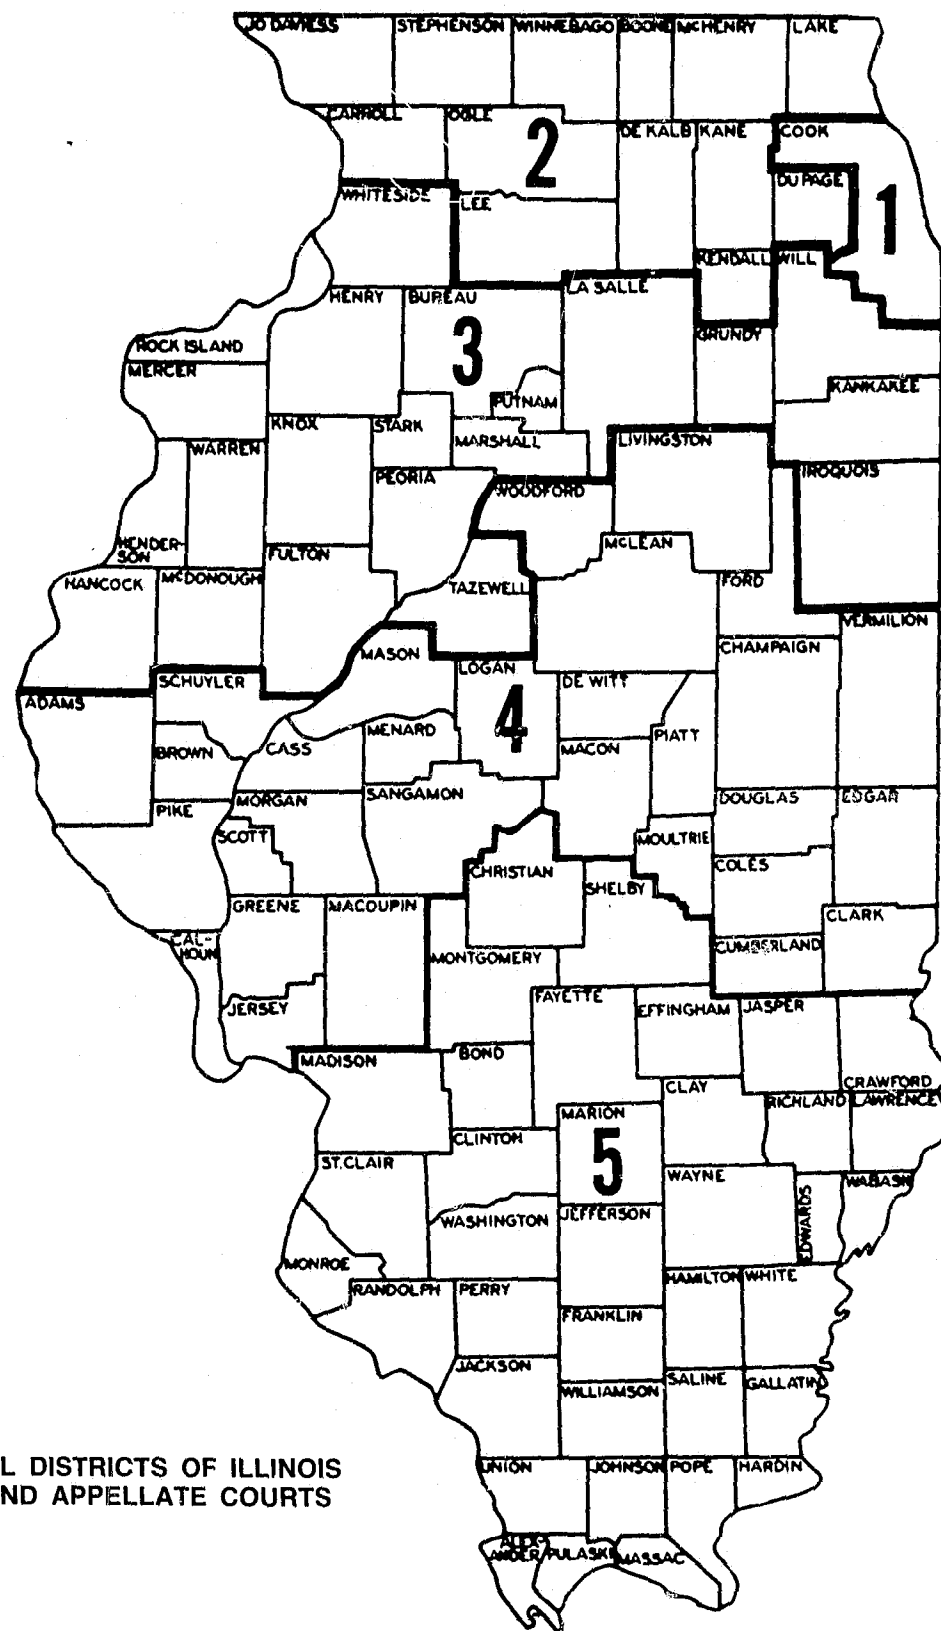 JO DAVIESS STEPHENSON WINNEBAGO BOONE McHENRY LAKE
CARROLL OGLE
2
DE KALB KANE COOK
DU PAGE
WHITESIDE LEE
1
KENDALL WILL
LA SALLE
HENRY BUREAU
3
GRUNDY
ROCK ISLAND
MERCER
KANKAKEE
PUTNAM
KNOX STARK
MARSHALL LIVINGSTON
WARREN
PEORIA
WOODFORD
IROQUOIS
HENDER-
SON
FULTON
McLEAN
HANCOCK McDONOUGH
TAZEWELL
FORD
VERMILION
MASON
CHAMPAIGN
LOGAN
SCHUYLER
DE WITT
ADAMS
4
MENARD
PIATT
BROWN CASS
MACON
MORGAN SANGAMON
DOUGLAS EDGAR
PIKE
SCOTT
MOULTRIE
COLES
CHRISTIAN
SHELBY
GREENE MACOUPIN
CLARK
CAL-
HOUN
CUMBERLAND
MONTGOMERY
FAYETTE
JERSEY
EFFINGHAM JASPER
MADISON
BOND
CLAY
CRAWFORD
RICHLAND LAWRENCE
MARION
CLINTON
5
ST. CLAIR
WAYNE
WABASH
EDWARDS
WASHINGTON JEFFERSON
MONROE
HAMILTON WHITE
RANDOLPH PERRY
FRANKLIN
JACKSON
SALINE GALLATIN
WILLIAMSON
UNION JOHNSON POPE HARDIN
L DISTRICTS OF ILLINOIS
ND APPELLATE COURTS
ALEX-
ANDER PULASKI MASSAC